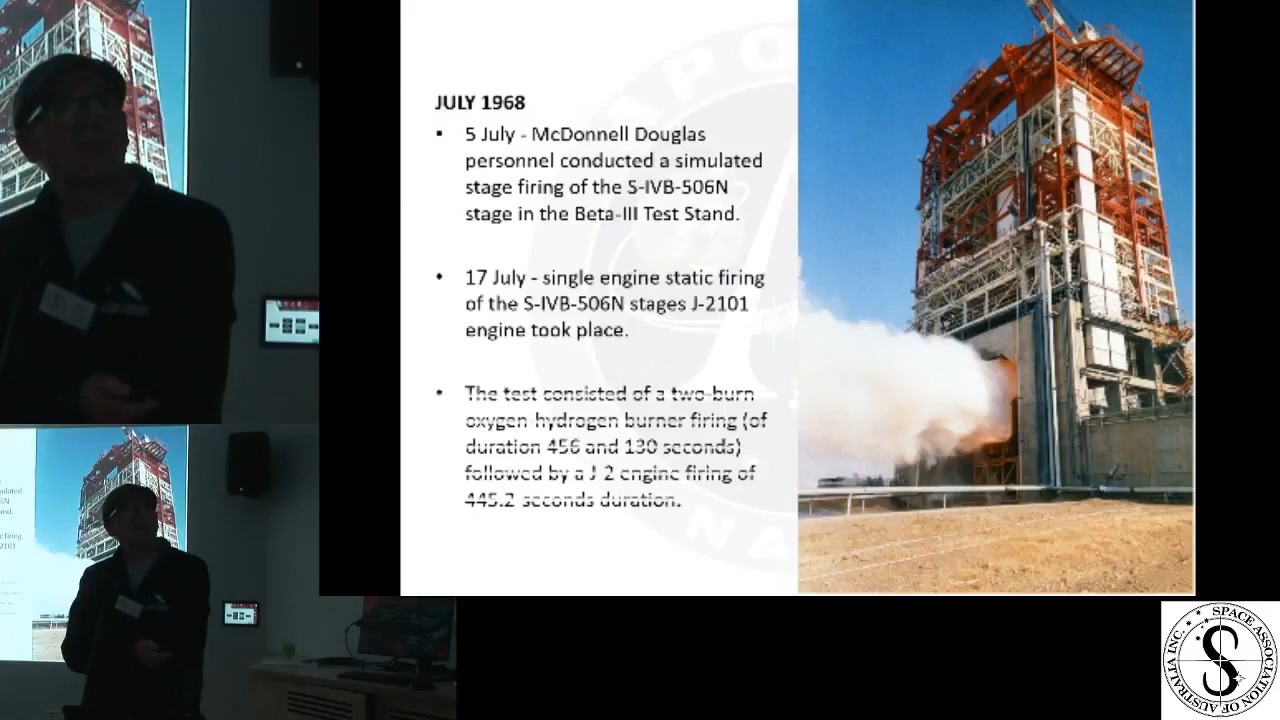 JULY 1968
▪ 5 July - McDonnell Douglas
personnel conducted a simulated
stage firing of the S-IVB-506N
stage in the Beta-III Test Stand.
• 17 July - single engine static firing
of the S-IVB-506N stages J-2101
engine took place.
• The test consisted of a two-burn
oxygen-hydrogen burner firing (of
duration 456 and 130 seconds)
followed by a J-2 engine firing of
445.2 seconds duration.
APO
NA
SPACE ASSOCIATION OF AUSTRALIA INC.
S